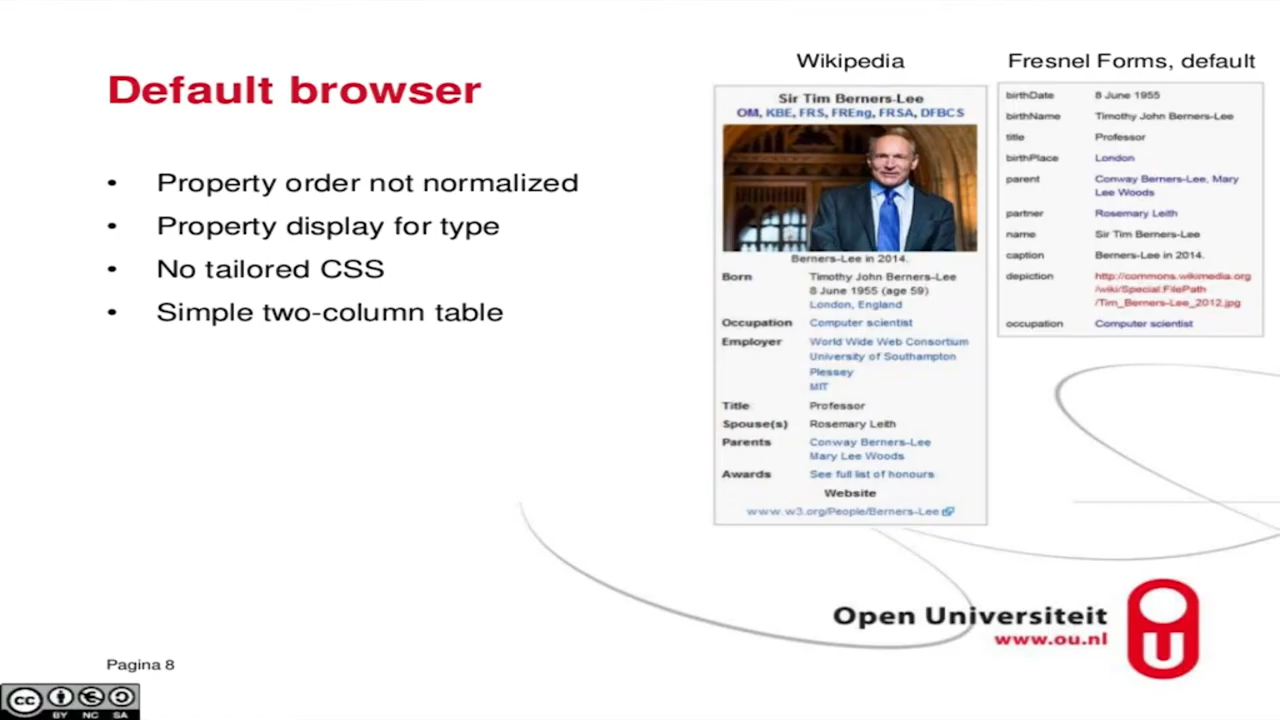 Default browser
• Property order not normalized
• Property display for type
• No tailored CSS
• Simple two-column table
Wikipedia
Sir Tim Berners-Lee
OM, KBE, FRS, FREng, FRSA, DFBCS
Berners-Lee in 2014.
Born Timothy John Berners-Lee
8 June 1955 (age 59)
London, England
Occupation Computer scientist
Employer World Wide Web Consortium
University of Southampton
Plessey
MIT
Title Professor
Spouse(s) Rosemary Leith
Parents Conway Berners-Lee
Mary Lee Woods
Awards See full list of honours
Website
www.w3.org/People/Berners-Lee
Fresnel Forms, default
birthDate 8 June 1955
birthName Timothy John Berners-Lee
title Professor
birthPlace London
parent Conway Berners-Lee, Mary
Lee Woods
partner Rosemary Leith
name Sir Tim Berners-Lee
caption Berners-Lee in 2014.
depiction http://commons.wikimedia.org
/wiki/Special:FilePath
/Tim_Berners-Lee_2012.jpg
occupation Computer scientist
Open Universiteit
www.ou.nl
U
Pagina 8
cc
BY NC SA